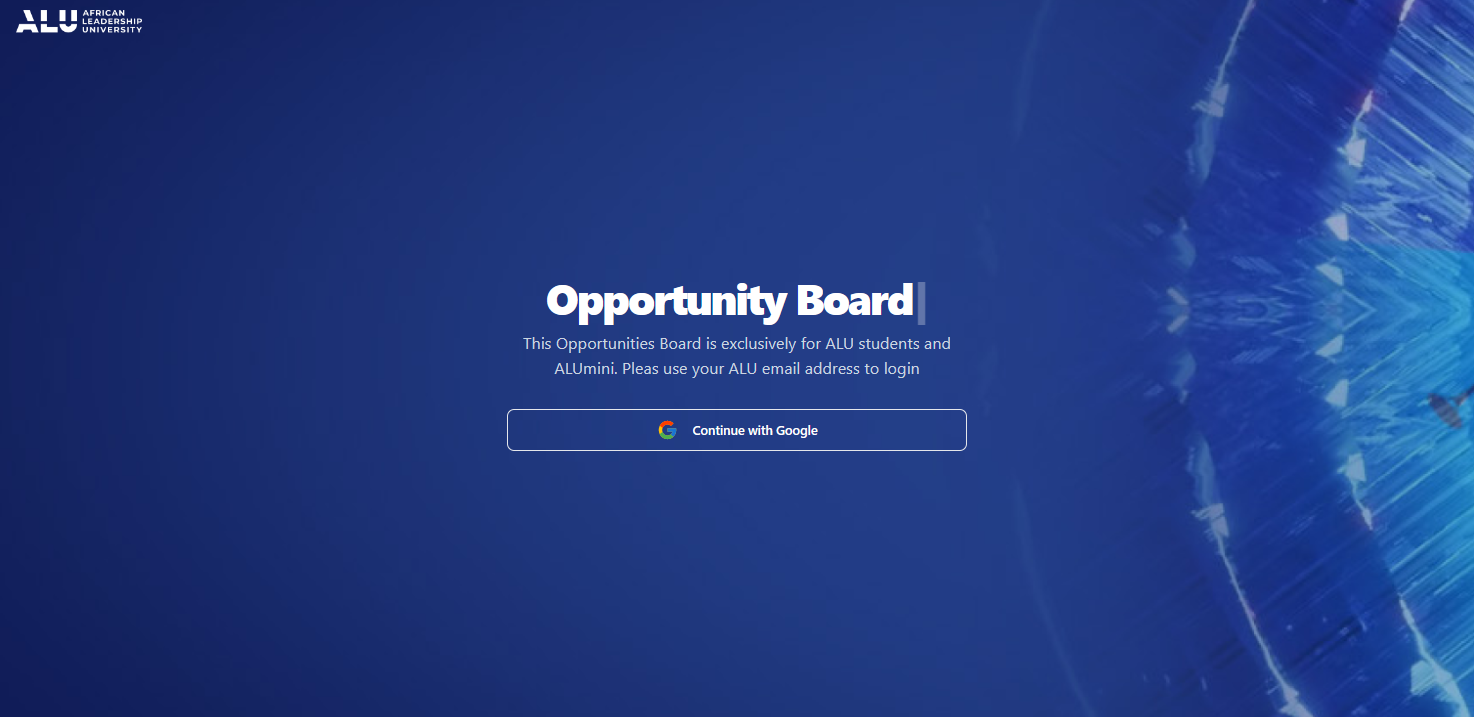 ALU AFRICAN
LEADERSHIP
UNIVERSITY
Opportunity Board
This Opportunities Board is exclusively for ALU students and
ALUmini. Pleas use your ALU email address to login
Continue with Google